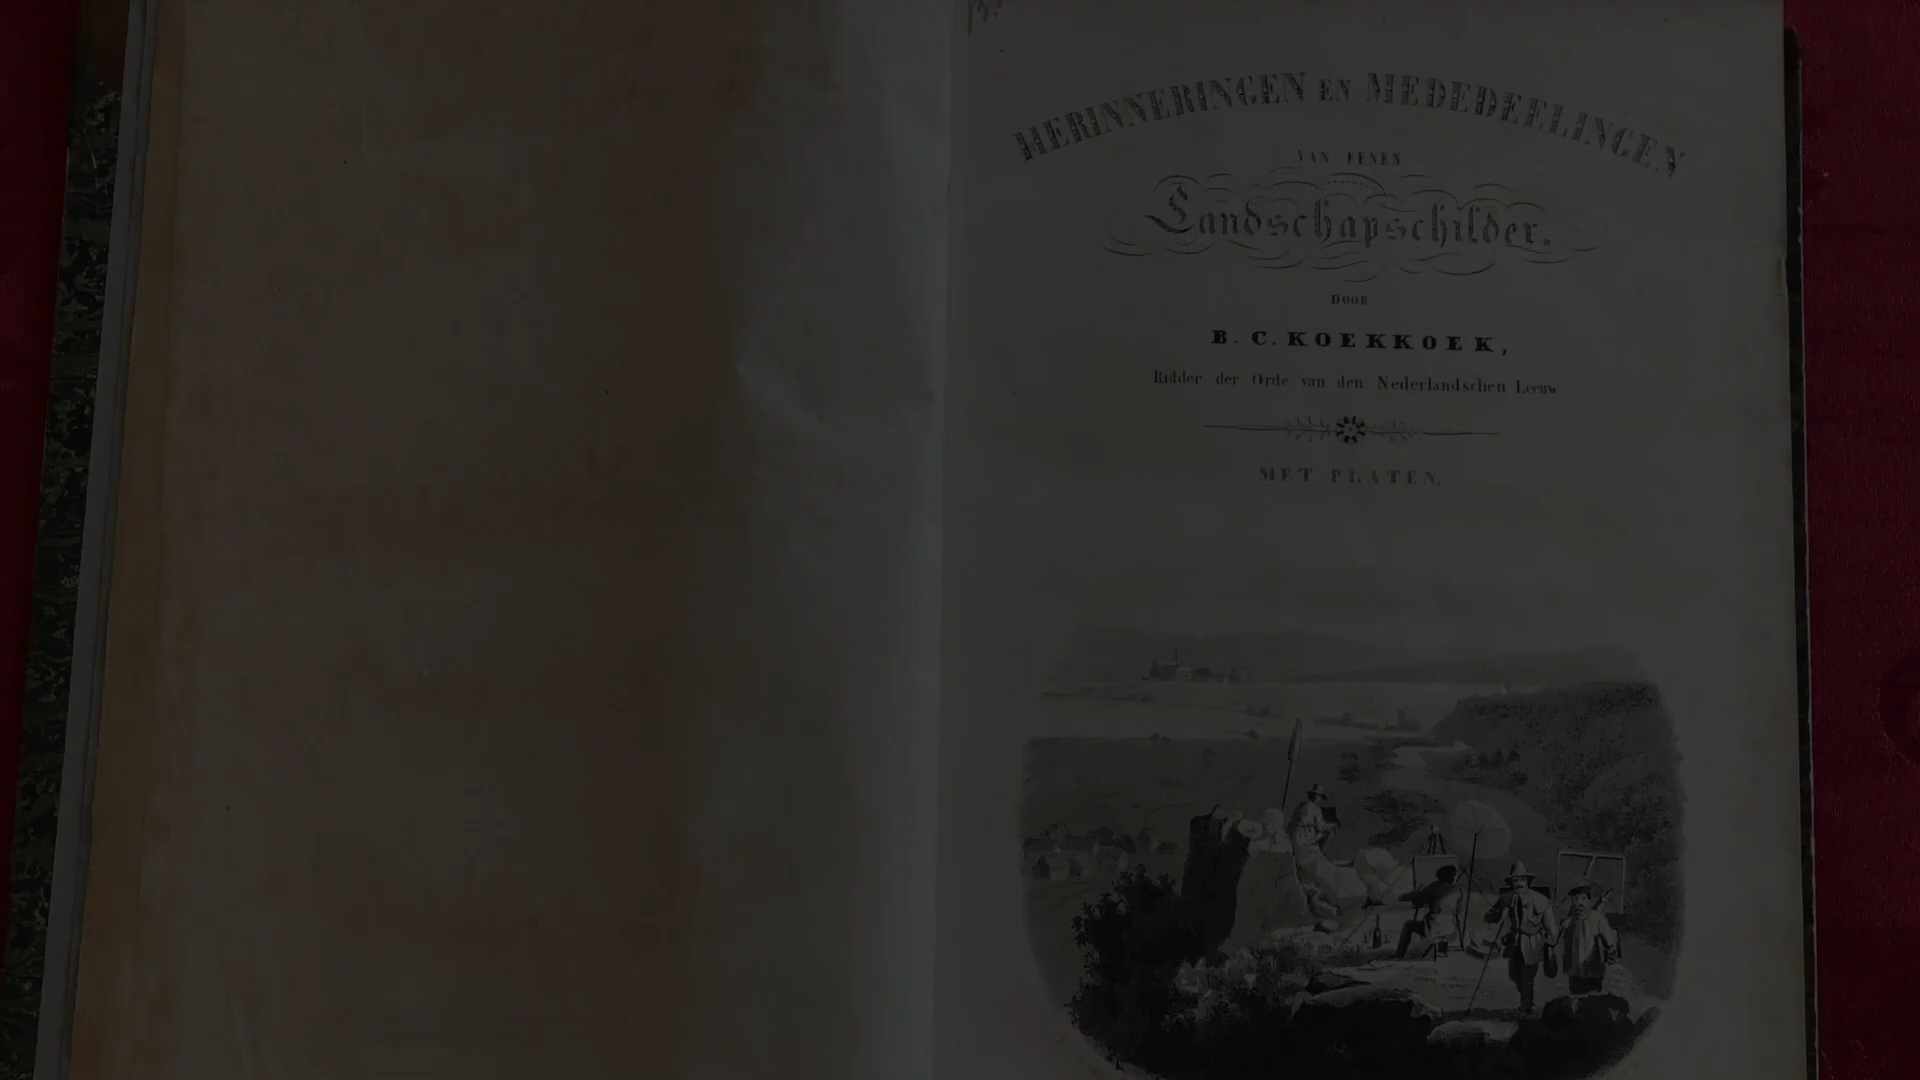 HERINNERINGEN EN MEDEDEELINGEN
VAN EENEN
Landschapschilder.
DOOR
B. C. KOEKKOEK,
Ridder der Orde van den Nederlandschen Leeuw
MET PLATEN.